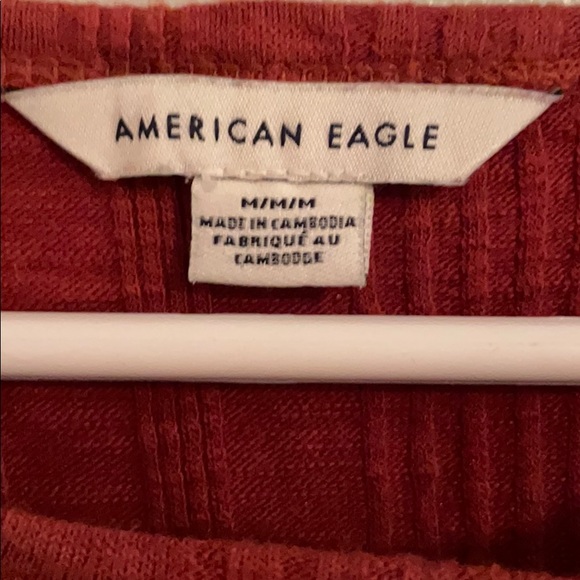 AMERICAN EAGLE
M/M/M
MADE IN CAMBODIA
FABRIQUÉ AU
CAMBODGE